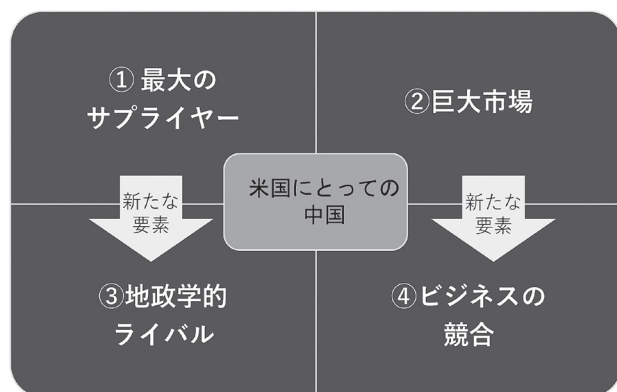 ① 最大の
サプライヤー
②巨大市場
米国にとっての
中国
新たな
要素
新たな
要素
③地政学的
ライバル
④ビジネスの
競合